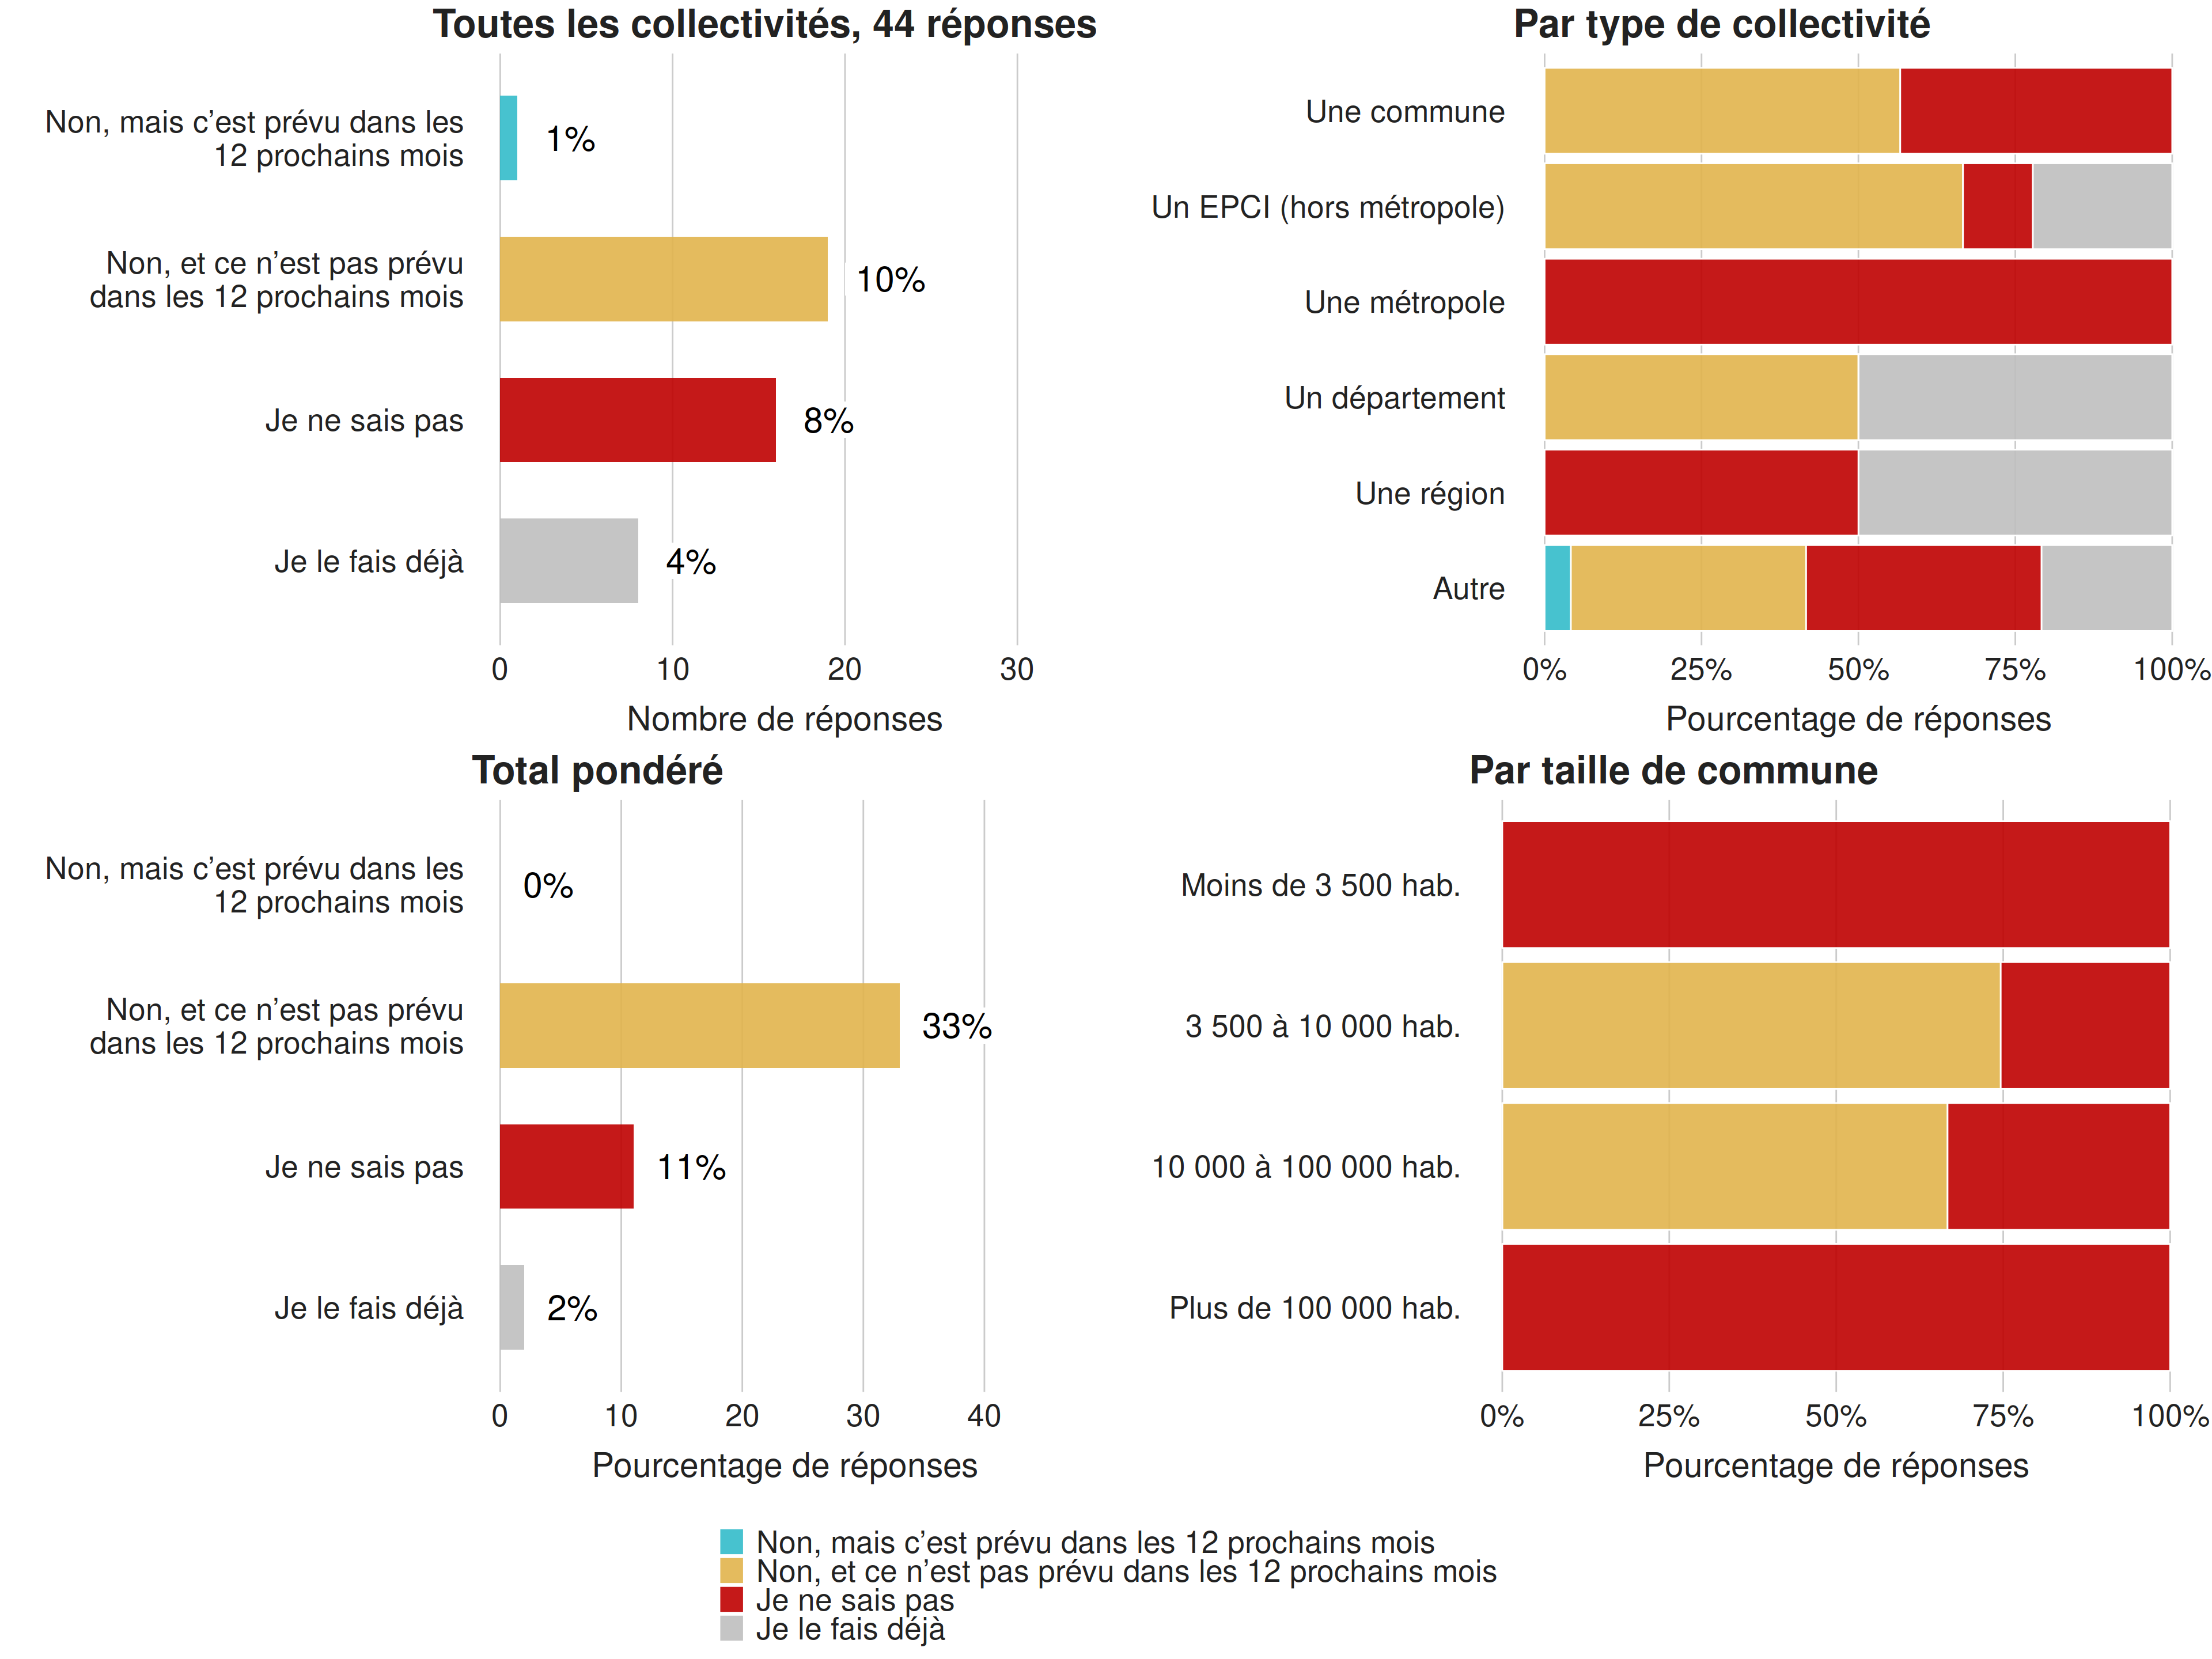 Toutes les collectivités, 44 réponses
Non, mais c’est prévu dans les
12 prochains mois
1%
Non, et ce n’est pas prévu
dans les 12 prochains mois
10%
Je ne sais pas
8%
Je le fais déjà
4%
0 10 20 30
Nombre de réponses
Par type de collectivité
Une commune
Un EPCI (hors métropole)
Une métropole
Un département
Une région
Autre
0% 25% 50% 75% 100%
Pourcentage de réponses
Total pondéré
Non, mais c’est prévu dans les
12 prochains mois
0%
Non, et ce n’est pas prévu
dans les 12 prochains mois
33%
Je ne sais pas
11%
Je le fais déjà
2%
0 10 20 30 40
Pourcentage de réponses
Par taille de commune
Moins de 3 500 hab.
3 500 à 10 000 hab.
10 000 à 100 000 hab.
Plus de 100 000 hab.
0% 25% 50% 75% 100%
Pourcentage de réponses
Non, mais c’est prévu dans les 12 prochains mois
Non, et ce n’est pas prévu dans les 12 prochains mois
Je ne sais pas
Je le fais déjà